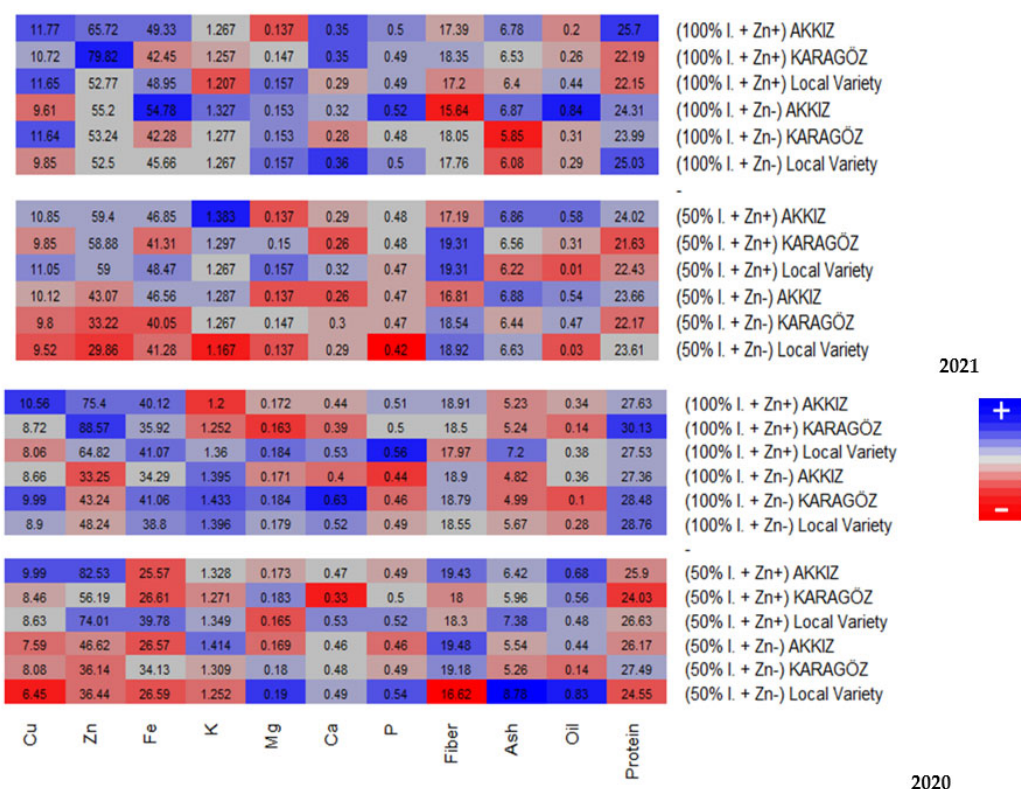 11.77 65.72 49.33 1.267 0.137 0.35 0.5 17.39 6.78 0.2 25.7 (100% I. + Zn+) AKKIZ
10.72 79.82 42.45 1.257 0.147 0.35 0.49 18.35 6.53 0.26 22.19 (100% I. + Zn+) KARAGÖZ
11.65 52.77 48.95 1.207 0.157 0.29 0.49 17.2 6.4 0.44 22.15 (100% I. + Zn+) Local Variety
9.61 55.2 54.78 1.327 0.153 0.32 0.52 15.64 6.87 0.84 24.31 (100% I. + Zn-) AKKIZ
11.64 53.24 42.28 1.277 0.153 0.28 0.48 18.05 5.85 0.31 23.99 (100% I. + Zn-) KARAGÖZ
9.85 52.5 45.66 1.267 0.157 0.36 0.5 17.76 6.08 0.29 25.03 (100% I. + Zn-) Local Variety
-
10.85 59.4 46.85 1.383 0.137 0.29 0.48 17.19 6.86 0.58 24.02 (50% I. + Zn+) AKKIZ
9.85 58.88 41.31 1.297 0.15 0.26 0.48 19.31 6.56 0.31 21.63 (50% I. + Zn+) KARAGÖZ
11.05 59 48.47 1.267 0.157 0.32 0.47 19.31 6.22 0.01 22.43 (50% I. + Zn+) Local Variety
10.12 43.07 46.56 1.287 0.137 0.26 0.47 16.81 6.88 0.54 23.66 (50% I. + Zn-) AKKIZ
9.8 33.22 40.05 1.267 0.147 0.3 0.47 18.54 6.44 0.47 22.17 (50% I. + Zn-) KARAGÖZ
9.52 29.86 41.28 1.167 0.137 0.29 0.42 18.92 6.63 0.03 23.61 (50% I. + Zn-) Local Variety
2021
10.56 75.4 40.12 1.2 0.172 0.44 0.51 18.91 5.23 0.34 27.63 (100% I. + Zn+) AKKIZ
8.72 88.57 35.92 1.252 0.163 0.39 0.5 18.5 5.24 0.14 30.13 (100% I. + Zn+) KARAGÖZ
8.06 64.82 41.07 1.36 0.184 0.53 0.56 17.97 7.2 0.38 27.53 (100% I. + Zn+) Local Variety
8.66 33.25 34.29 1.395 0.171 0.4 0.44 18.9 4.82 0.36 27.36 (100% I. + Zn-) AKKIZ
9.99 43.24 41.06 1.433 0.184 0.63 0.46 18.79 4.99 0.1 28.48 (100% I. + Zn-) KARAGÖZ
8.9 48.24 38.8 1.396 0.179 0.52 0.49 18.55 5.67 0.28 28.76 (100% I. + Zn-) Local Variety
-
9.99 82.53 25.57 1.328 0.173 0.47 0.49 19.43 6.42 0.68 25.9 (50% I. + Zn+) AKKIZ
8.46 56.19 26.61 1.271 0.183 0.33 0.5 18 5.96 0.56 24.03 (50% I. + Zn+) KARAGÖZ
8.63 74.01 39.78 1.349 0.165 0.53 0.52 18.3 7.38 0.48 26.63 (50% I. + Zn+) Local Variety
7.59 46.62 26.57 1.414 0.169 0.46 0.46 19.48 5.54 0.44 26.17 (50% I. + Zn-) AKKIZ
8.08 36.14 34.13 1.309 0.18 0.48 0.49 19.18 5.26 0.14 27.49 (50% I. + Zn-) KARAGÖZ
6.45 36.44 26.59 1.252 0.19 0.49 0.54 16.62 8.78 0.83 24.55 (50% I. + Zn-) Local Variety
+
-
Cu Zn Fe K Mg Ca P Fiber Ash Oil Protein
2020